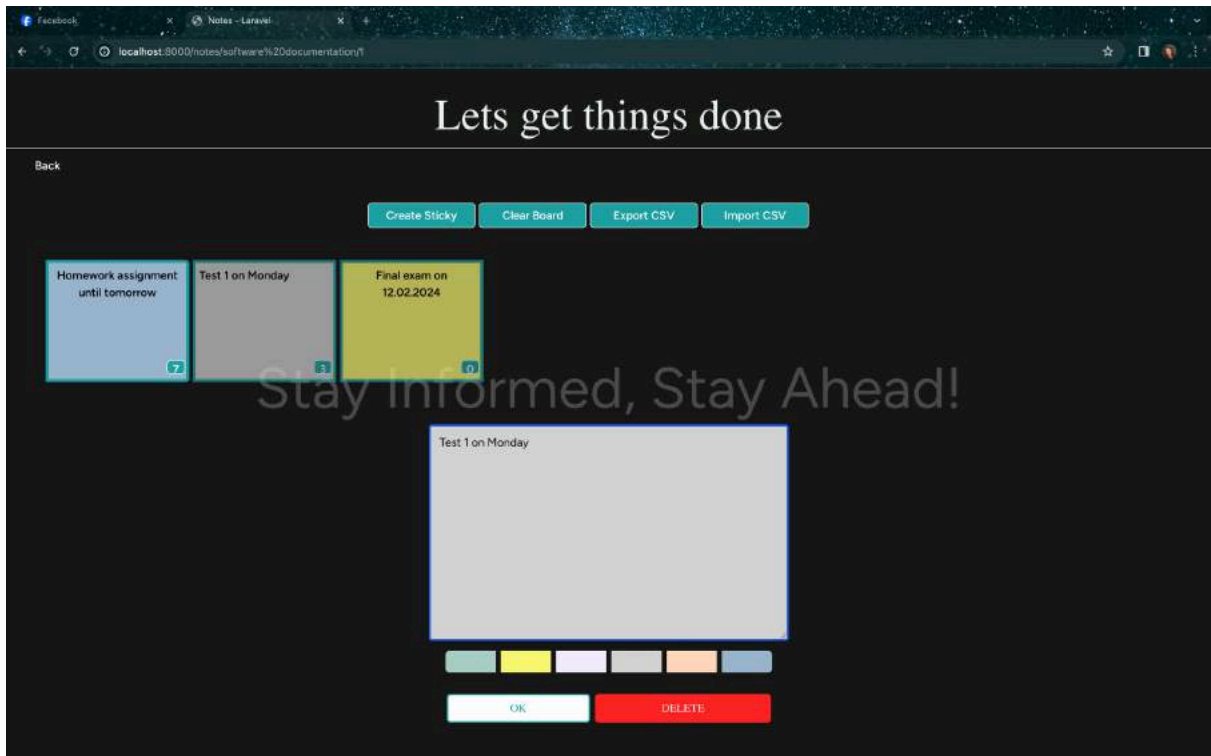 Facebook
Notes - Laravel
localhost:8000/notes/software%20documentation/1
Lets get things done
Back
Create Sticky
Clear Board
Export CSV
Import CSV
Homework assignment
until tomorrow
7
Test 1 on Monday
3
Final exam on
12.02.2024
0
Stay Informed, Stay Ahead!
Test 1 on Monday
OK
DELETE